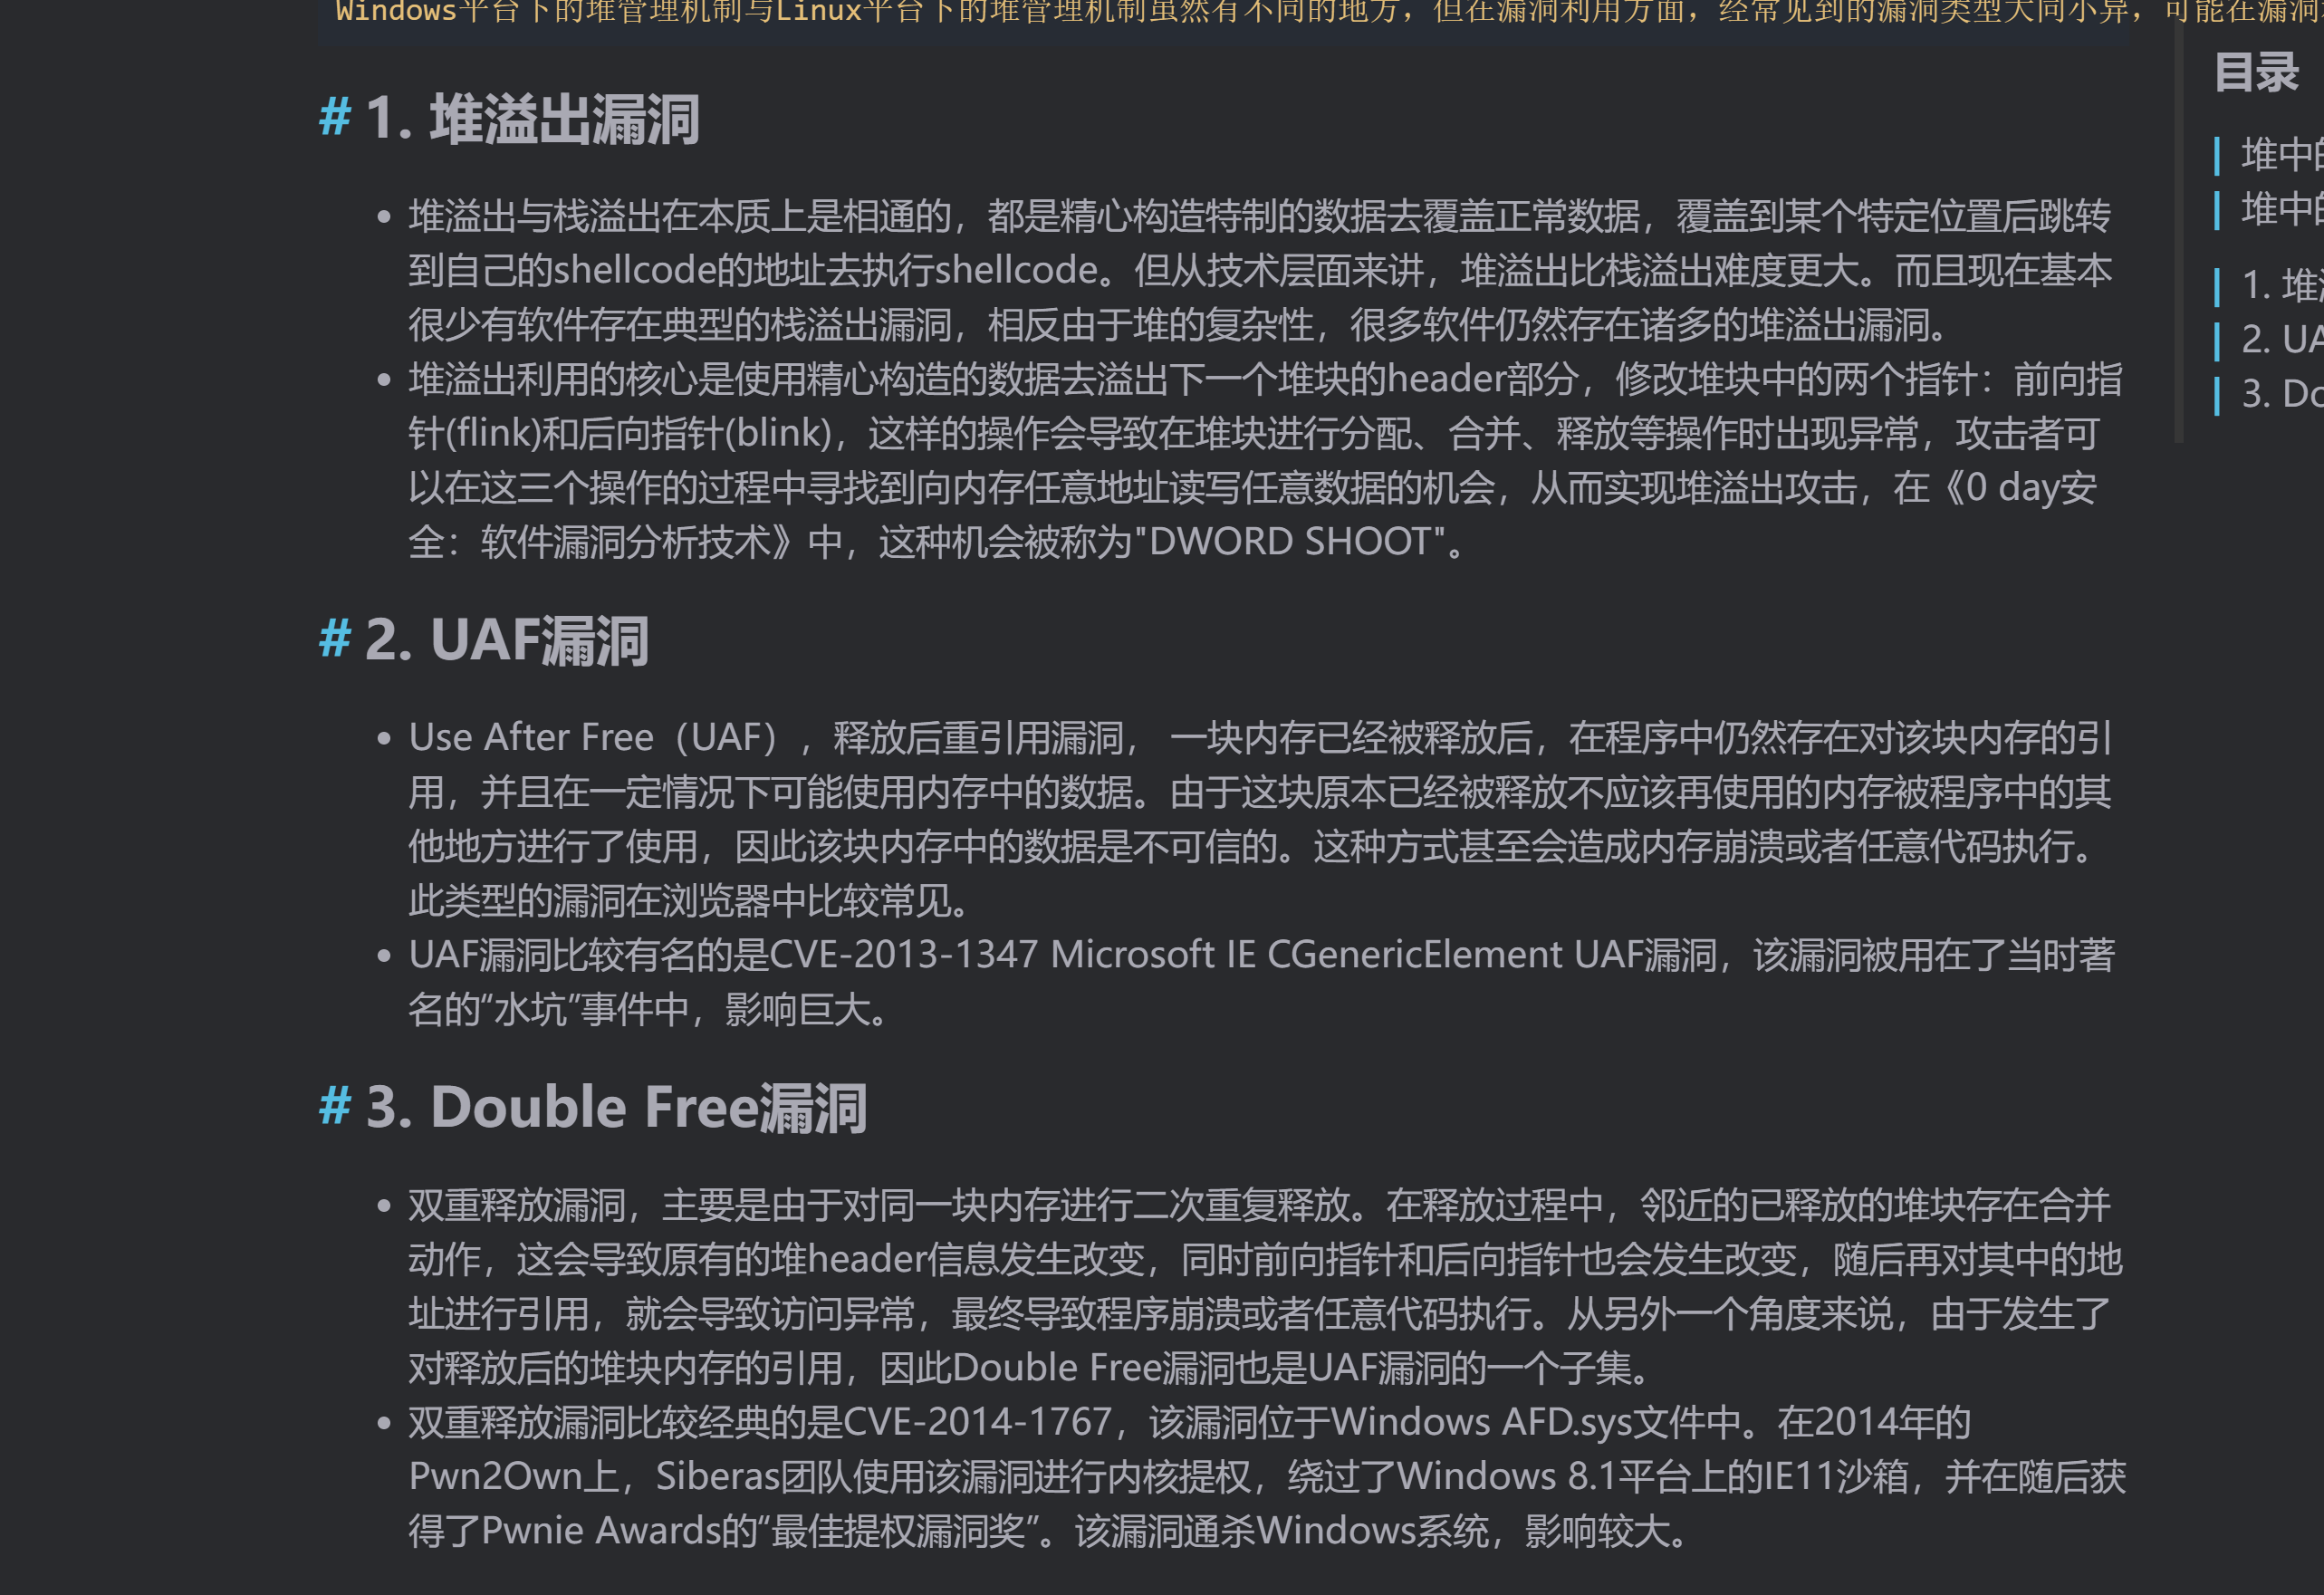 Windows平台下的堆管理机制与Linux平台下的堆管理机制虽然有不同的地方，但在漏洞利用方面，经常见到的漏洞类型大同小异，可能在漏洞
# 1. 堆溢出漏洞
• 堆溢出与栈溢出在本质上是相通的，都是精心构造特制的数据去覆盖正常数据，覆盖到某个特定位置后跳转
到自己的shellcode的地址去执行shellcode。但从技术层面来讲，堆溢出比栈溢出难度更大。而且现在基本
很少有软件存在典型的栈溢出漏洞，相反由于堆的复杂性，很多软件仍然存在诸多的堆溢出漏洞。
• 堆溢出利用的核心是使用精心构造的数据去溢出下一个堆块的header部分，修改堆块中的两个指针：前向指
针(flink)和后向指针(blink)，这样的操作会导致在堆块进行分配、合并、释放等操作时出现异常，攻击者可
以在这三个操作的过程中寻找到向内存任意地址读写任意数据的机会，从而实现堆溢出攻击，在《0 day安
全：软件漏洞分析技术》中，这种机会被称为"DWORD SHOOT"。
# 2. UAF漏洞
• Use After Free（UAF），释放后重引用漏洞， 一块内存已经被释放后，在程序中仍然存在对该块内存的引
用，并且在一定情况下可能使用内存中的数据。由于这块原本已经被释放不应该再使用的内存被程序中的其
他地方进行了使用，因此该块内存中的数据是不可信的。这种方式甚至会造成内存崩溃或者任意代码执行。
此类型的漏洞在浏览器中比较常见。
• UAF漏洞比较有名的是CVE-2013-1347 Microsoft IE CGenericElement UAF漏洞，该漏洞被用在了当时著
名的“水坑”事件中，影响巨大。
# 3. Double Free漏洞
• 双重释放漏洞，主要是由于对同一块内存进行二次重复释放。在释放过程中，邻近的已释放的堆块存在合并
动作，这会导致原有的堆header信息发生改变，同时前向指针和后向指针也会发生改变，随后再对其中的地
址进行引用，就会导致访问异常，最终导致程序崩溃或者任意代码执行。从另外一个角度来说，由于发生了
对释放后的堆块内存的引用，因此Double Free漏洞也是UAF漏洞的一个子集。
• 双重释放漏洞比较经典的是CVE-2014-1767，该漏洞位于Windows AFD.sys文件中。在2014年的
Pwn2Own上，Siberas团队使用该漏洞进行内核提权，绕过了Windows 8.1平台上的IE11沙箱，并在随后获
得了Pwnie Awards的“最佳提权漏洞奖”。该漏洞通杀Windows系统，影响较大。
目录
堆中
堆中
1. 堆
2. UA
3. Do